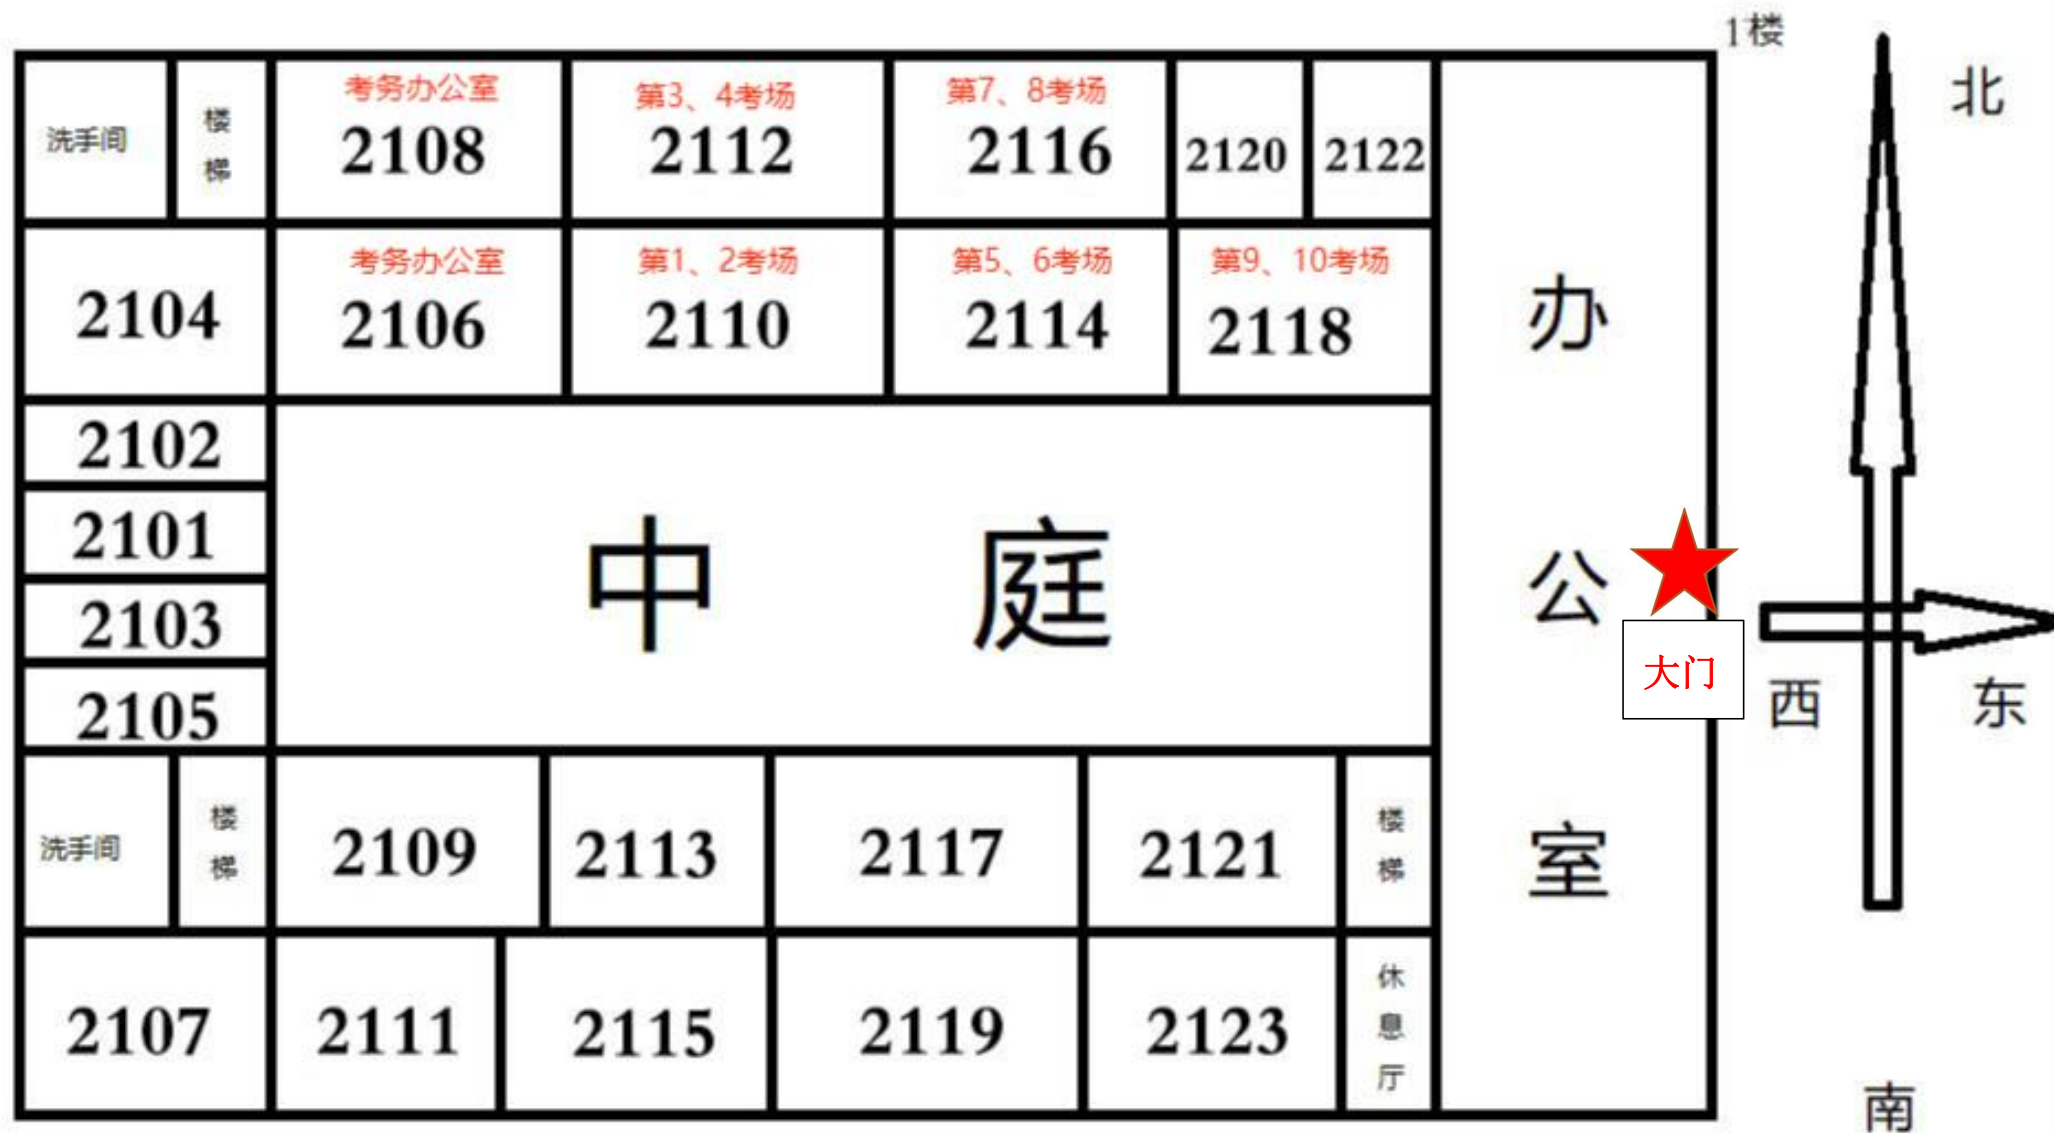 1楼
北
洗手间
楼梯
考务办公室
2108
第3、4考场
2112
第7、8考场
2116
2120
2122
2104
考务办公室
2106
第1、2考场
2110
第5、6考场
2114
第9、10考场
2118
办公室
2102
2101
2103
2105
中庭
大门
西
东
洗手间
楼梯
2109
2113
2117
2121
楼梯
2107
2111
2115
2119
2123
休息厅
南